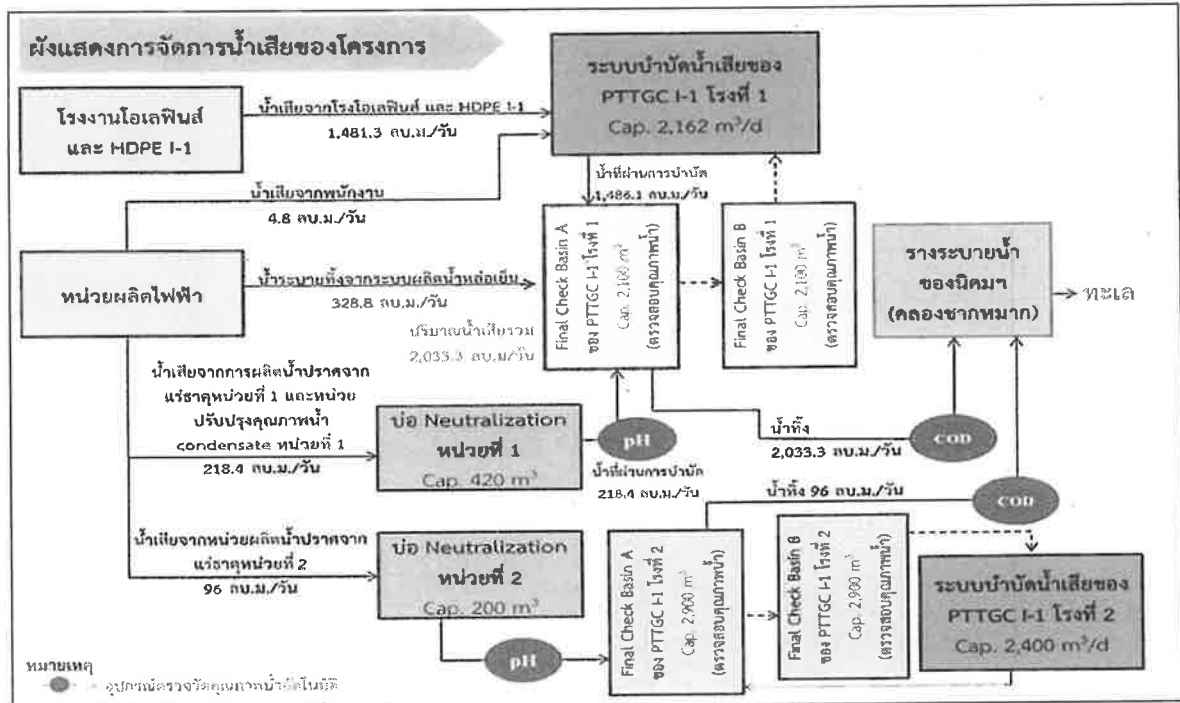 ผังแสดงการจัดการน้ำเสียของโครงการ
โรงงานโอเลฟินส์
และ HDPE I-1
น้ำเสียจากโรงโอเลฟินส์ และ HDPE I-1
1,481.3 ลบ.ม./วัน
ระบบบำบัดน้ำเสียของ
PTTGC I-1 โรงที่ 1
Cap. 2,162 m³/d
น้ำเสียจากพนักงาน
4.8 ลบ.ม./วัน
น้ำที่ผ่านการบำบัด
1,486.1 ลบ.ม./วัน
หน่วยผลิตไฟฟ้า
น้ำระบายทิ้งจากระบบผลิตน้ำหล่อเย็น
328.8 ลบ.ม./วัน
ปริมาณน้ำเสียรวม
2,033.3 ลบ.ม/วัน
Final Check Basin A
ของ PTTGC I-1 โรงที่ 1
Cap. 2,100 m³
(ตรวจสอบคุณภาพน้ำ)
Final Check Basin B
ของ PTTGC I-1 โรงที่ 1
Cap. 2,100 m³
(ตรวจสอบคุณภาพน้ำ)
รางระบายน้ำ
ของนิคมฯ
(คลองชากหมาก)
ทะเล
น้ำเสียจากการผลิตน้ำปราศจาก
แร่ธาตุหน่วยที่ 1 และหน่วย
ปรับปรุงคุณภาพน้ำ
condensate หน่วยที่ 1
218.4 ลบ.ม./วัน
บ่อ Neutralization
หน่วยที่ 1
Cap. 420 m³
pH
น้ำที่ผ่านการบำบัด
218.4 ลบ.ม./วัน
น้ำทิ้ง
2,033.3 ลบ.ม./วัน
COD
น้ำทิ้ง 96 ลบ.ม./วัน
COD
น้ำเสียจากหน่วยผลิตน้ำปราศจาก
แร่ธาตุหน่วยที่ 2
96 ลบ.ม./วัน
บ่อ Neutralization
หน่วยที่ 2
Cap. 200 m³
pH
Final Check Basin A
ของ PTTGC I-1 โรงที่ 2
Cap. 2,900 m³
(ตรวจสอบคุณภาพน้ำ)
Final Check Basin B
ของ PTTGC I-1 โรงที่ 2
Cap. 2,900 m³
(ตรวจสอบคุณภาพน้ำ)
ระบบบำบัดน้ำเสียของ
PTTGC I-1 โรงที่ 2
Cap. 2,400 m³/d
หมายเหตุ
อุปกรณ์ตรวจวัดคุณภาพน้ำอัตโนมัติ